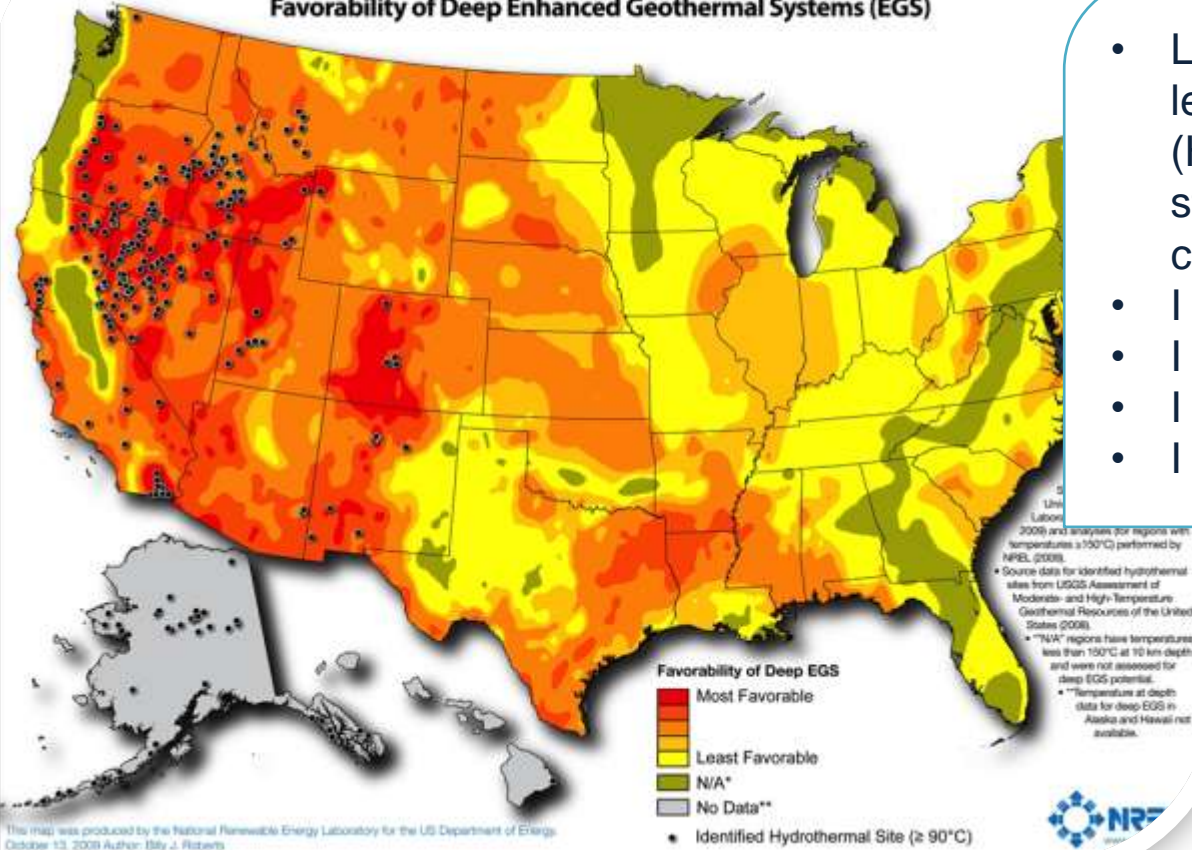 Favorability of Deep Enhanced Geothermal Systems (EGS)
• L
le
(
s
c
• I
• I
• I
• I
2009) and analyses (for regions with
temperatures ≥150°C) performed by
NREL (2009).
• Source data for identified hydrothermal
sites from USGS Assessment of
Moderate- and High-Temperature
Geothermal Resources of the United
States (2008).
• *"N/A" regions have temperatures
less than 150°C at 10 km depth
and were not assessed for
deep EGS potential.
• **Temperature at depth
data for deep EGS in
Alaska and Hawaii not
available.
Favorability of Deep EGS
Most Favorable
Least Favorable
N/A*
No Data**
• Identified Hydrothermal Site (≥ 90°C)
This map was produced by the National Renewable Energy Laboratory for the US Department of Energy.
October 13, 2009 Author: Billy J. Roberts
NRE